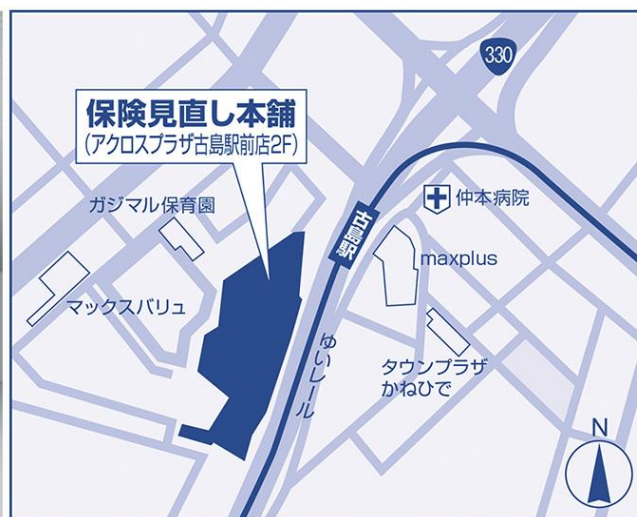 330
保険見直し本舗
(アクロスプラザ古島駅前店2F)
ガジマル保育園
仲本病院
古島駅
maxplus
マックスバリュ
ゆいレール
タウンプラザ
かねひで
N